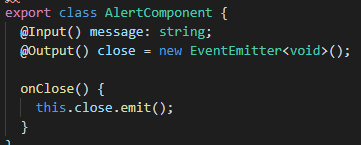 export class AlertComponent {
@Input() message: string;
@Output() close = new EventEmitter<void>();
onClose() {
this.close.emit();
}
}